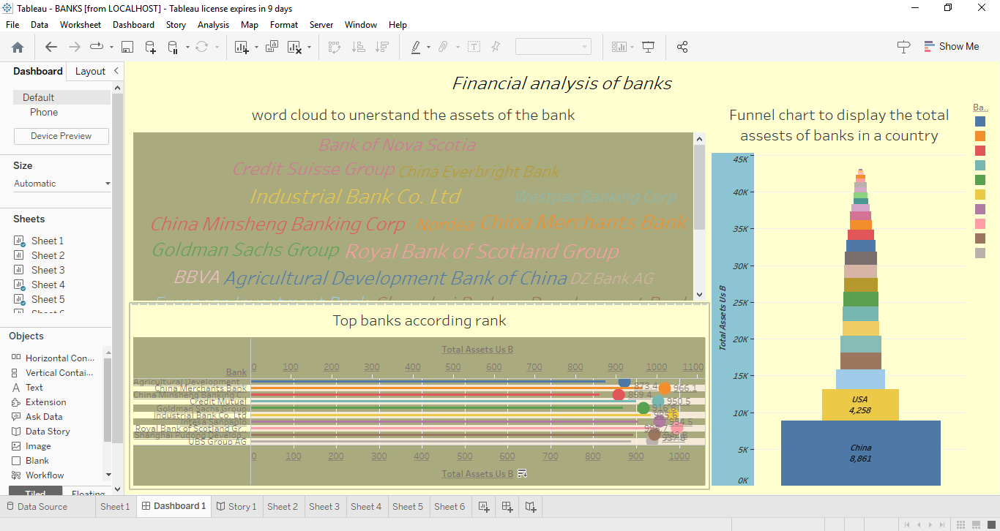 Tableau - BANKS [from LOCALHOST] - Tableau license expires in 9 days
File Data Worksheet Dashboard Story Analysis Map Format Server Window Help
Show Me
Dashboard Layout
Default
Phone
Device Preview
Size
Automatic
Sheets
Sheet 1
Sheet 2
Sheet 3
Sheet 4
Sheet 5
Objects
Horizontal Con...
Vertical Contai...
Text
Extension
Ask Data
Data Story
Image
Blank
Workflow
Tiled Floating
Financial analysis of banks
word cloud to unerstand the assets of the bank
Bank of Nova Scotia
Credit Suisse Group China Everbright Bank
Industrial Bank Co. Ltd Westpac Banking Corp
China Minsheng Banking Corp Nordea China Merchants Bank
Goldman Sachs Group Royal Bank of Scotland Group
BBVA Agricultural Development Bank of China DZ Bank AG
Top banks according rank
Total Assets Us B
Bank
0 100 200 300 400 500 600 700 800 900 1000 1100
Agricultural Development .. 873.4
China Merchants Bank 966.1
China Minsheng Banking C.. 859.4
Credit Mutuel 950.5
Goldman Sachs Group 916.8
Industrial Bank Co. Ltd 985.6
Intesa Sanpaolo 954.5
Royal Bank of Scotland Gr..
Shanghai Pudong Develop..
UBS Group AG
0 100 200 300 400 500 600 700 800 900 1000
Total Assets Us B
Funnel chart to display the total
assests of banks in a country
Total Assets Us B
45K
40K
35K
30K
25K
20K
15K
10K
5K
0K
USA
4,258
China
8,861
Ba..
Data Source Sheet 1 Dashboard 1 Story 1 Sheet 2 Sheet 3 Sheet 4 Sheet 5 Sheet 6